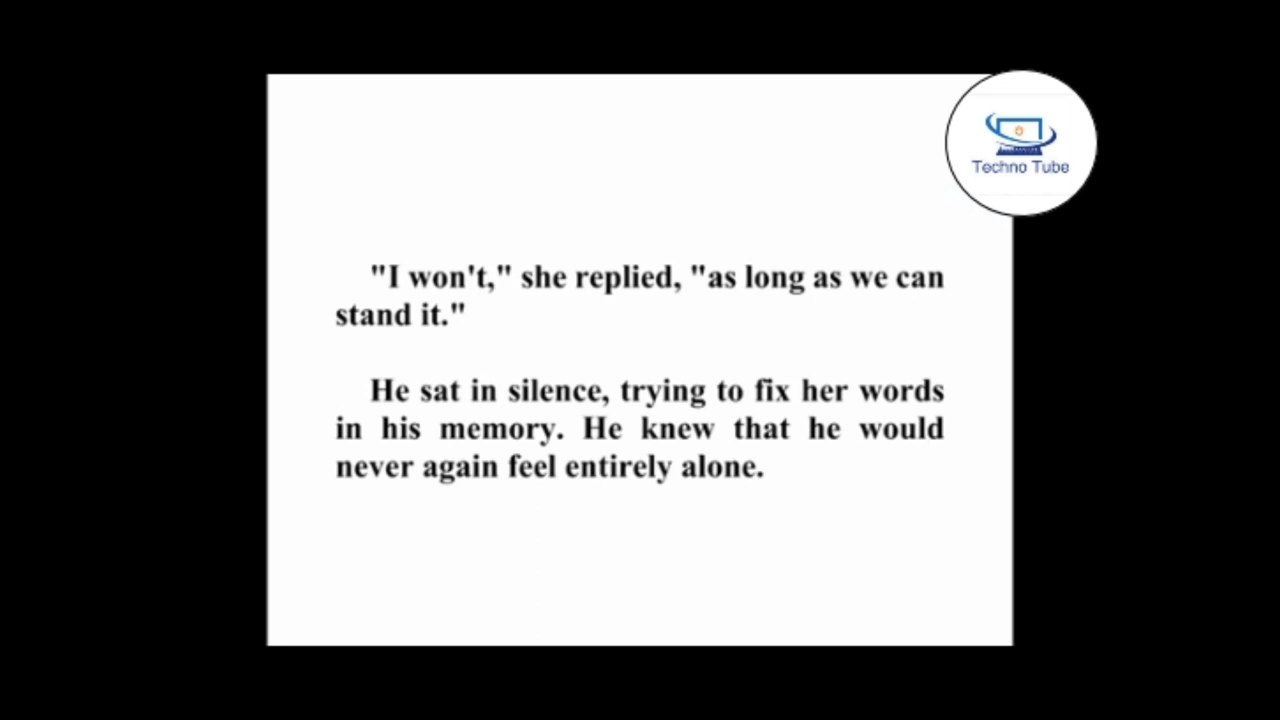 Techno Tube
"I won't," she replied, "as long as we can
stand it."
He sat in silence, trying to fix her words
in his memory. He knew that he would
never again feel entirely alone.